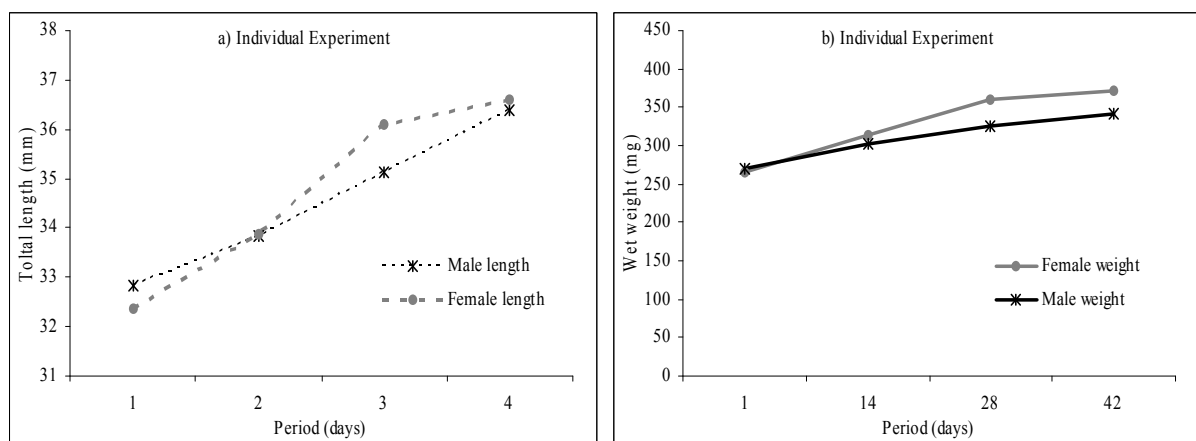 a) Individual Experiment
Toltal length (mm)
38
37
36
35
34
33
32
31
Male length
Female length
1 2 3 4
Period (days)
b) Individual Experiment
Wet weight (mg)
450
400
350
300
250
200
150
100
50
0
Female weight
Male weight
1 14 28 42
Period (days)